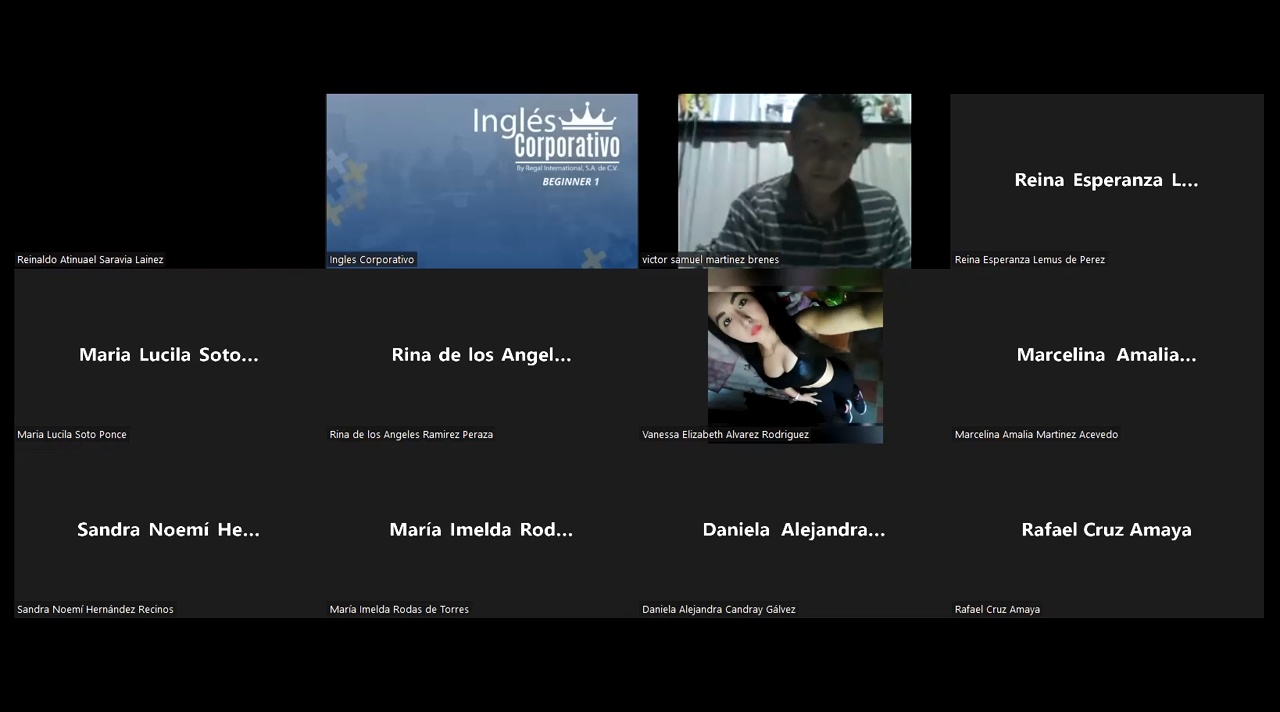 Inglés
Corporativo
By Regal International, S.A. de C.V.
BEGINNER 1
Reina Esperanza L...
Reinaldo Atinuael Saravia Lainez
Ingles Corporativo
victor samuel martinez brenes
Reina Esperanza Lemus de Perez
Maria Lucila Soto...
Rina de los Angel...
Marcelina Amalia...
Maria Lucila Soto Ponce
Rina de los Angeles Ramirez Peraza
Vanessa Elizabeth Alvarez Rodriguez
Marcelina Amalia Martinez Acevedo
Sandra Noemí He...
María Imelda Rod...
Daniela Alejandra...
Rafael Cruz Amaya
Sandra Noemí Hernández Recinos
María Imelda Rodas de Torres
Daniela Alejandra Candray Gálvez
Rafael Cruz Amaya